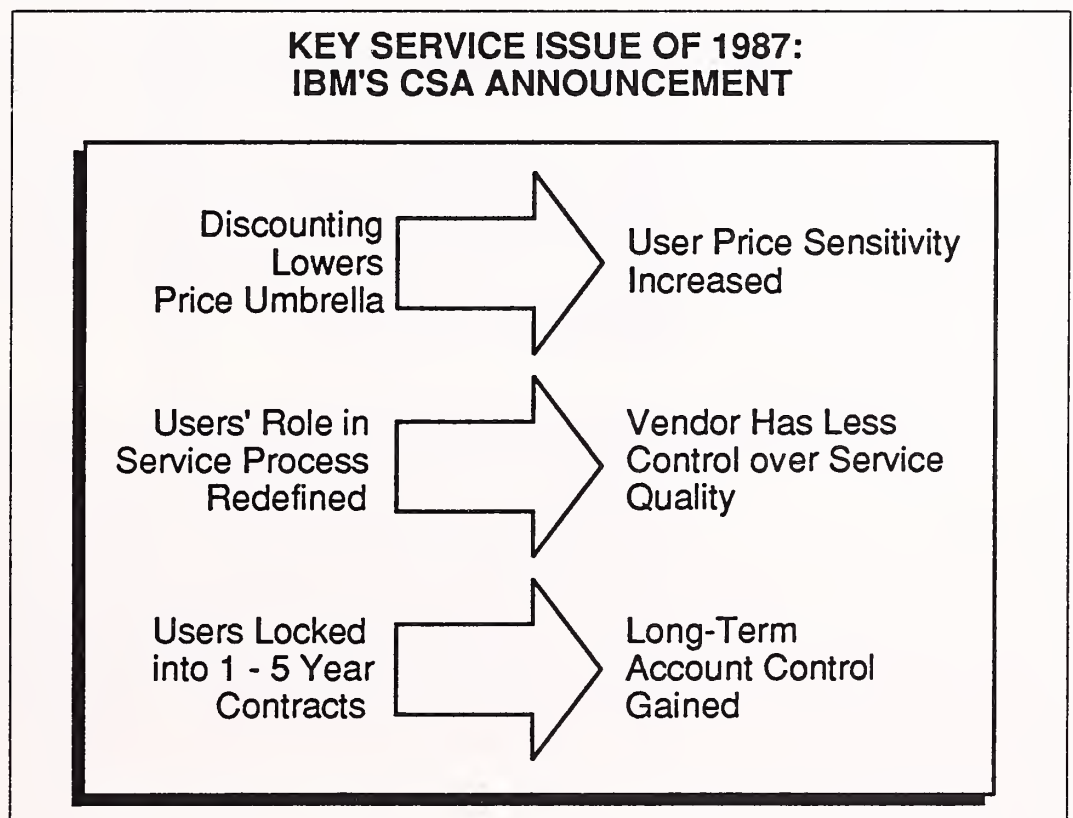 KEY SERVICE ISSUE OF 1987:
IBM'S CSA ANNOUNCEMENT
Discounting
Lowers
Price Umbrella
User Price Sensitivity
Increased
Users' Role in
Service Process
Redefined
Vendor Has Less
Control over Service
Quality
Users Locked
into 1 - 5 Year
Contracts
Long-Term
Account Control
Gained